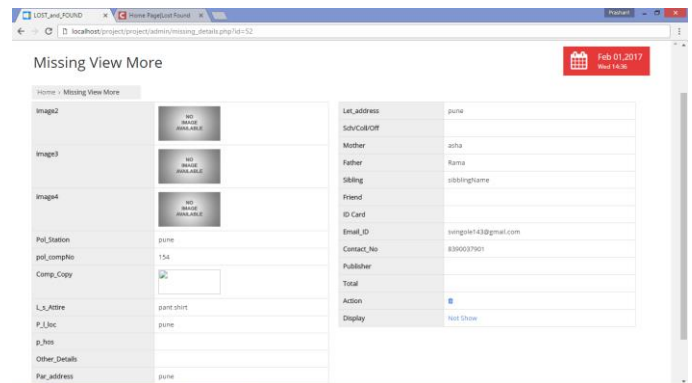 LOST_and_FOUND
Home Page|Lost Found
Prashant
localhost/project/project/admin/missing_details.php?id=52
Missing View More
Feb 01,2017
Wed 14:36
Home › Missing View More
Image2
NO IMAGE AVAILABLE
Image3
NO IMAGE AVAILABLE
Image4
NO IMAGE AVAILABLE
Pol_Station pune
pol_compNo 154
Comp_Copy
L_s_Attire pant shirt
P_l_loc pune
p_hos
Other_Details
Par_address pune
Let_address pune
Sch/Coll/Off
Mother asha
Father Rama
Sibling sibblingName
Friend
ID Card
Email_ID svingole143@gmail.com
Contact_No 8390037901
Publisher
Total
Action
Display Not Show